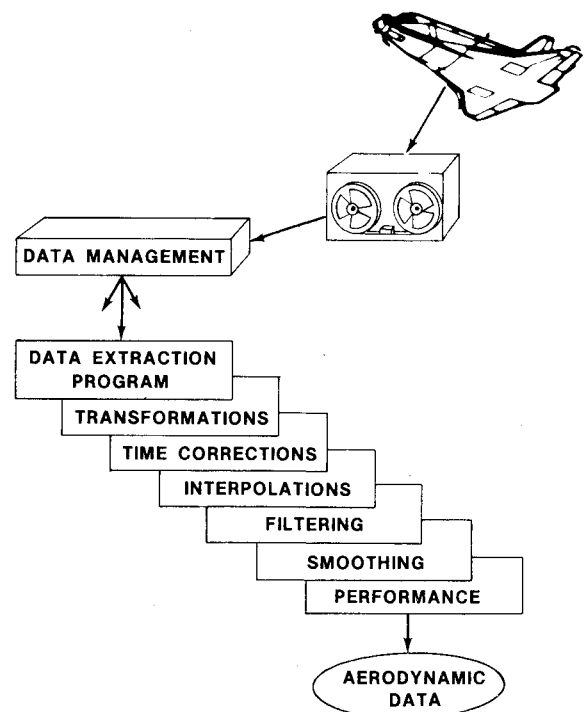 DATA MANAGEMENT
DATA EXTRACTION
PROGRAM
TRANSFORMATIONS
TIME CORRECTIONS
INTERPOLATIONS
FILTERING
SMOOTHING
PERFORMANCE
AERODYNAMIC
DATA